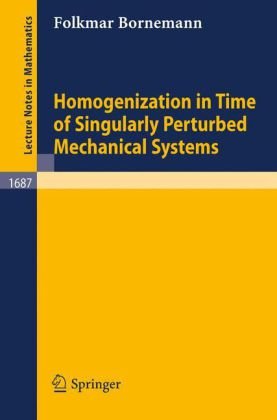 Folkmar Bornemann
Lecture Notes in Mathematics
Homogenization in Time
of Singularly Perturbed
Mechanical Systems
1687
Springer